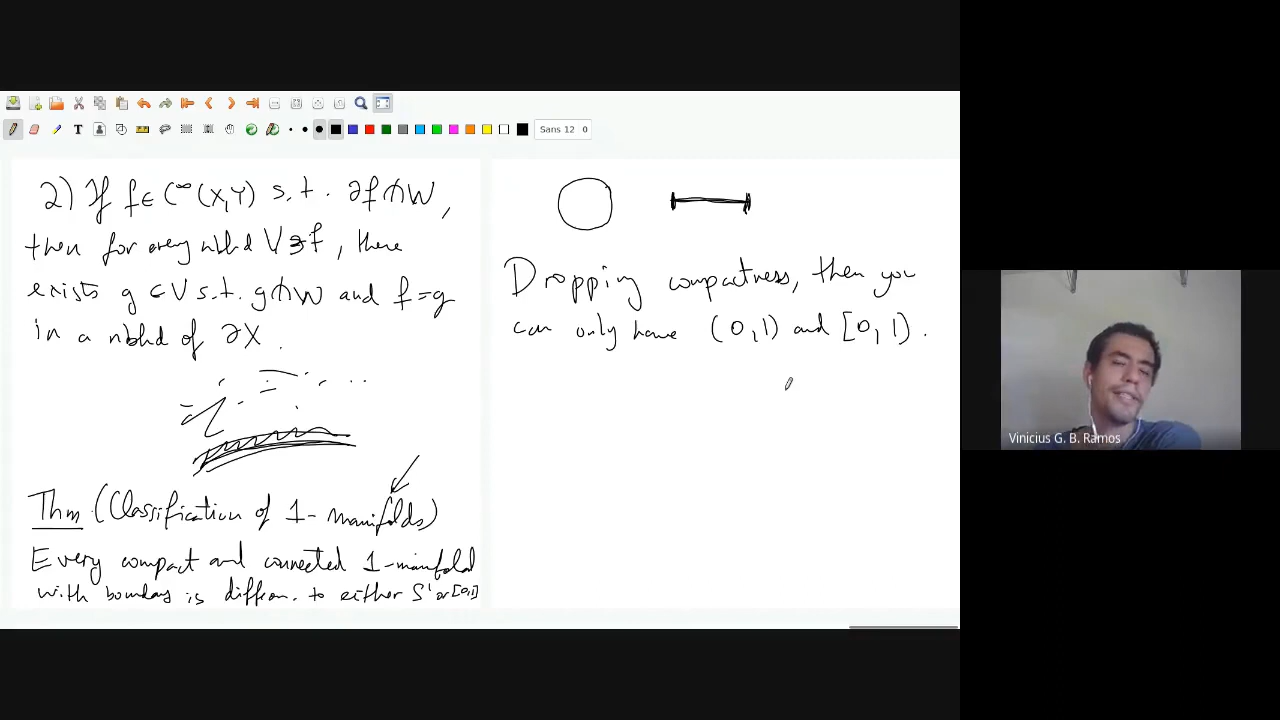 Sans 12 0
2) If f ∈ C^∞(X,Y) s.t. ∂f ⋔ W,
then for every nbhd V ∋ f, there
exists g ∈ V s.t. g ⋔ W and f = g
in a nbhd of ∂X.
Thm (Classification of 1-manifolds)
Every compact and connected 1-manifold
with boundary is diffeom. to either S¹ or [0,1]
Dropping compactness, then you
can only have (0,1) and [0,1).
Vinicius G. B. Ramos